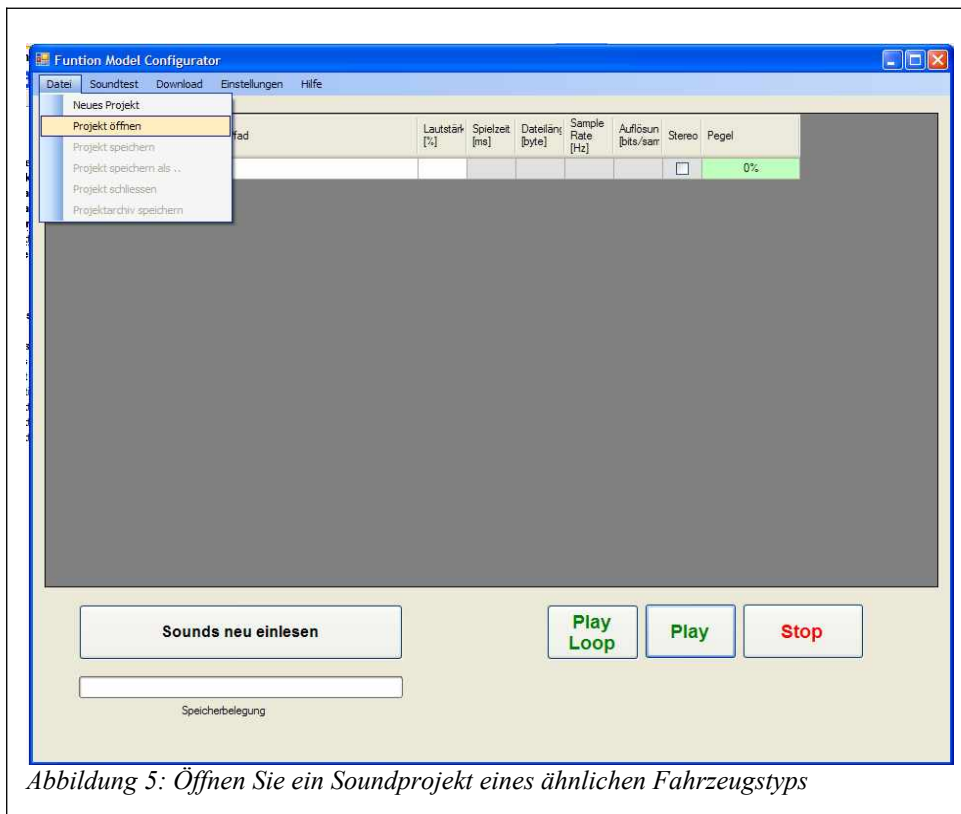 Funtion Model Configurator
Datei Soundtest Download Einstellungen Hilfe
Neues Projekt
Projekt öffnen
Projekt speichern
Projekt speichern als ..
Projekt schliessen
Projektarchiv speichern
fad
Lautstärk [%]
Spielzeit [ms]
Dateiläng [byte]
Sample Rate [Hz]
Auflösun [bits/sam
Stereo
Pegel
0%
Sounds neu einlesen
Play Loop
Play
Stop
Speicherbelegung
Abbildung 5: Öffnen Sie ein Soundprojekt eines ähnlichen Fahrzeugstyps